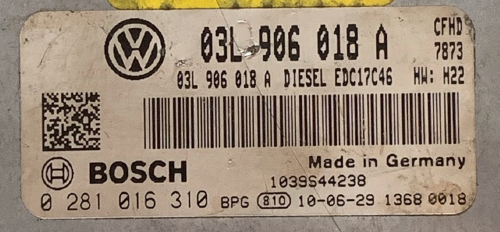 03L 906 018 A CFHD
7873
03L 906 018 A DIESEL EDC17C46 HW: H22
BOSCH Made in Germany
1039S44238
0 281 016 310 BPG 810 10-06-29 1368 0018